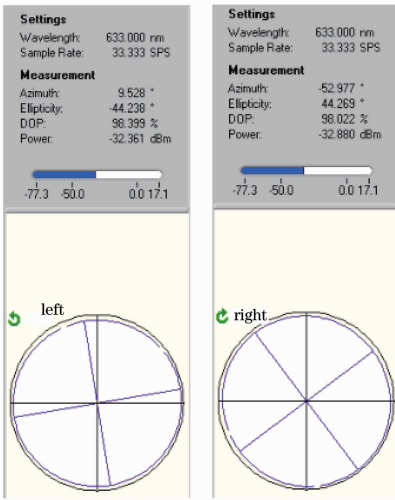 Settings
Wavelength: 633.000 nm
Sample Rate: 33.333 SPS
Measurement
Azimuth: 9.528 °
Ellipticity: -44.238 °
DOP: 98.399 %
Power: -32.361 dBm
-77.3 -50.0 0.0 17.1
left
Settings
Wavelength: 633.000 nm
Sample Rate: 33.333 SPS
Measurement
Azimuth: -52.977 °
Ellipticity: 44.269 °
DOP: 98.022 %
Power: -32.880 dBm
-77.3 -50.0 0.0 17.1
right